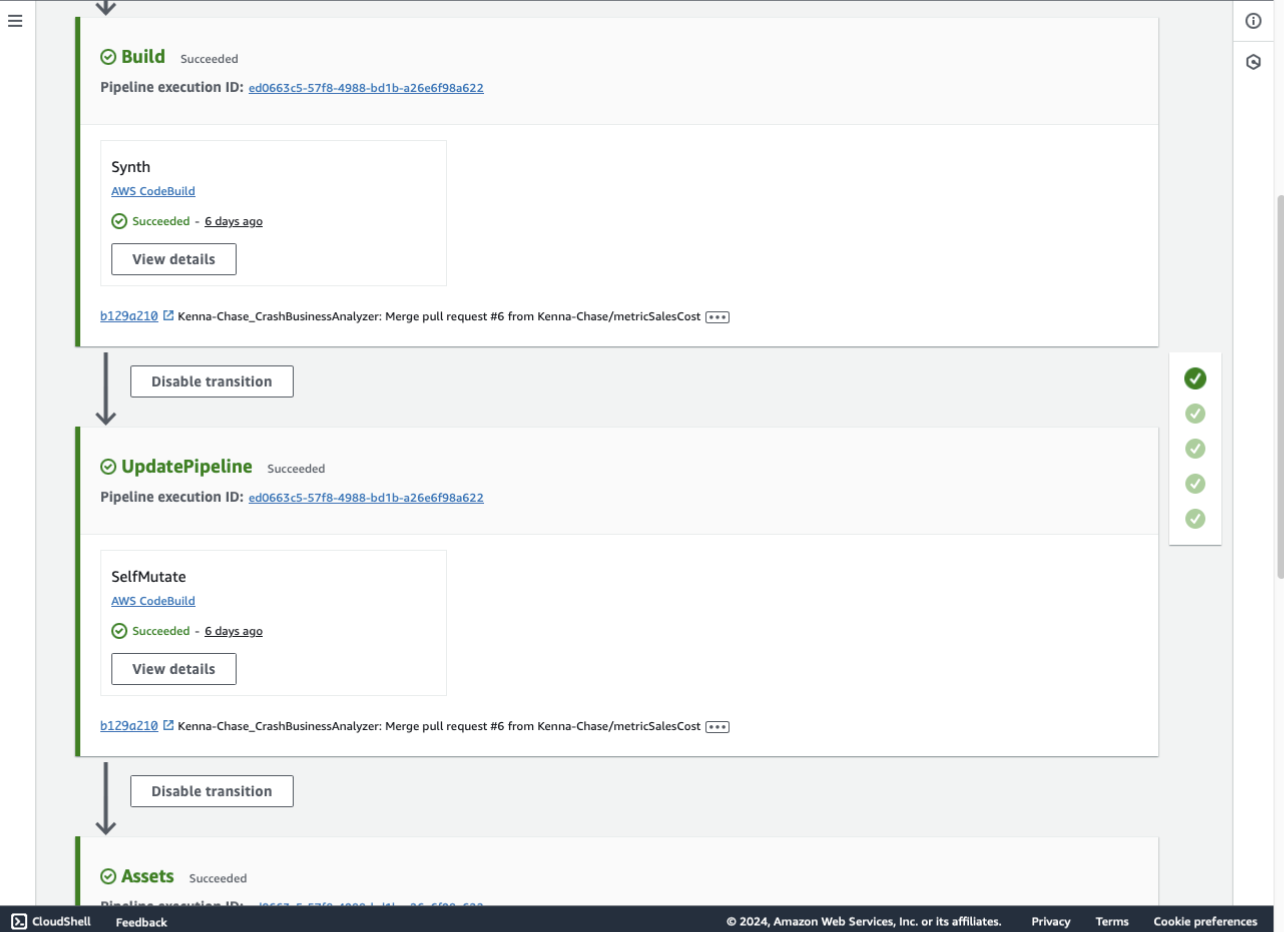 Build Succeeded
Pipeline execution ID: ed0663c5-57f8-4988-bd1b-a26e6f98a622
Synth
AWS CodeBuild
Succeeded - 6 days ago
View details
b129a210 Kenna-Chase_CrashBusinessAnalyzer: Merge pull request #6 from Kenna-Chase/metricSalesCost
Disable transition
UpdatePipeline Succeeded
Pipeline execution ID: ed0663c5-57f8-4988-bd1b-a26e6f98a622
SelfMutate
AWS CodeBuild
Succeeded - 6 days ago
View details
b129a210 Kenna-Chase_CrashBusinessAnalyzer: Merge pull request #6 from Kenna-Chase/metricSalesCost
Disable transition
Assets Succeeded
Pipeline execution ID:
CloudShell Feedback © 2024, Amazon Web Services, Inc. or its affiliates. Privacy Terms Cookie preferences